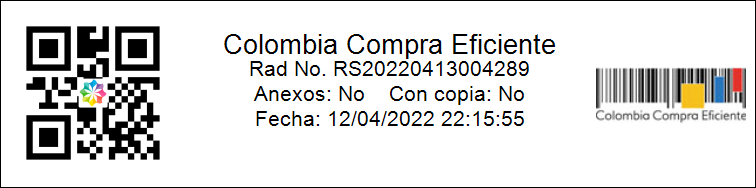 Colombia Compra Eficiente
Rad No. RS20220413004289
Anexos: No    Con copia: No
Fecha: 12/04/2022 22:15:55
Colombia Compra Eficiente